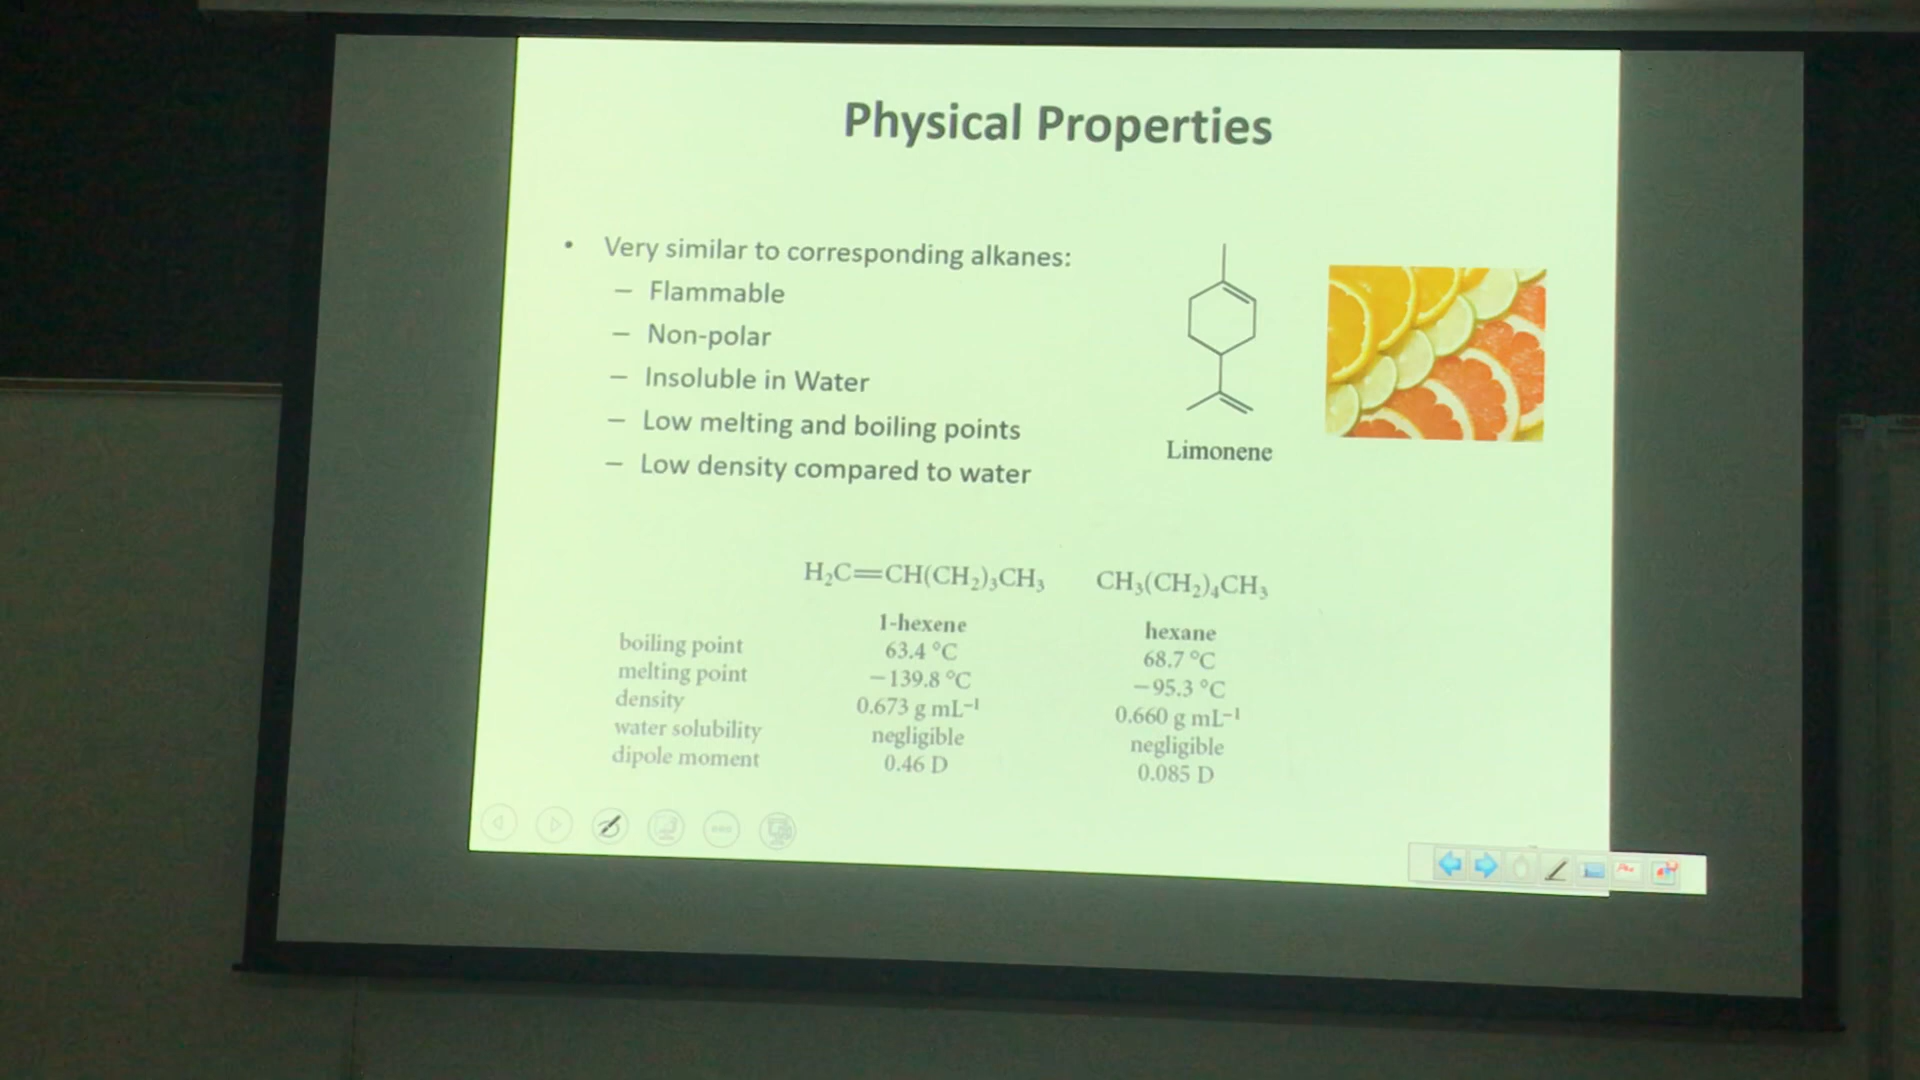 Physical Properties
• Very similar to corresponding alkanes:
– Flammable
– Non-polar
– Insoluble in Water
– Low melting and boiling points
– Low density compared to water
Limonene
H₂C=CH(CH₂)₃CH₃ CH₃(CH₂)₄CH₃
1-hexene hexane
boiling point 63.4 °C 68.7 °C
melting point −139.8 °C −95.3 °C
density 0.673 g mL⁻¹ 0.660 g mL⁻¹
water solubility negligible negligible
dipole moment 0.46 D 0.085 D